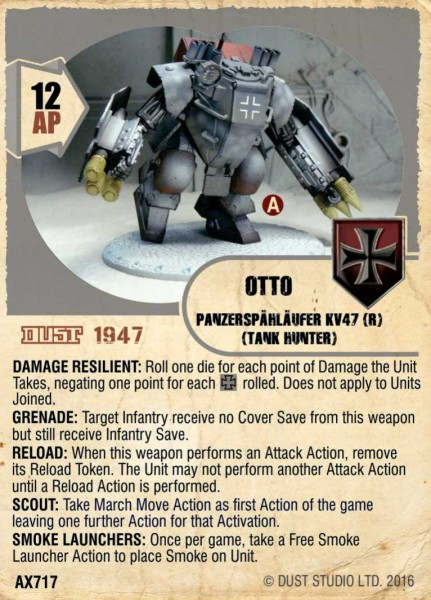 12
AP
A
OTTO
PANZERSPÄHLÄUFER KV47 (R)
(TANK HUNTER)
DUST 1947
DAMAGE RESILIENT: Roll one die for each point of Damage the Unit
Takes, negating one point for each rolled. Does not apply to Units
Joined.
GRENADE: Target Infantry receive no Cover Save from this weapon
but still receive Infantry Save.
RELOAD: When this weapon performs an Attack Action, remove
its Reload Token. The Unit may not perform another Attack Action
until a Reload Action is performed.
SCOUT: Take March Move Action as first Action of the game
leaving one further Action for that Activation.
SMOKE LAUNCHERS: Once per game, take a Free Smoke
Launcher Action to place Smoke on Unit.
AX717
© DUST STUDIO LTD. 2016